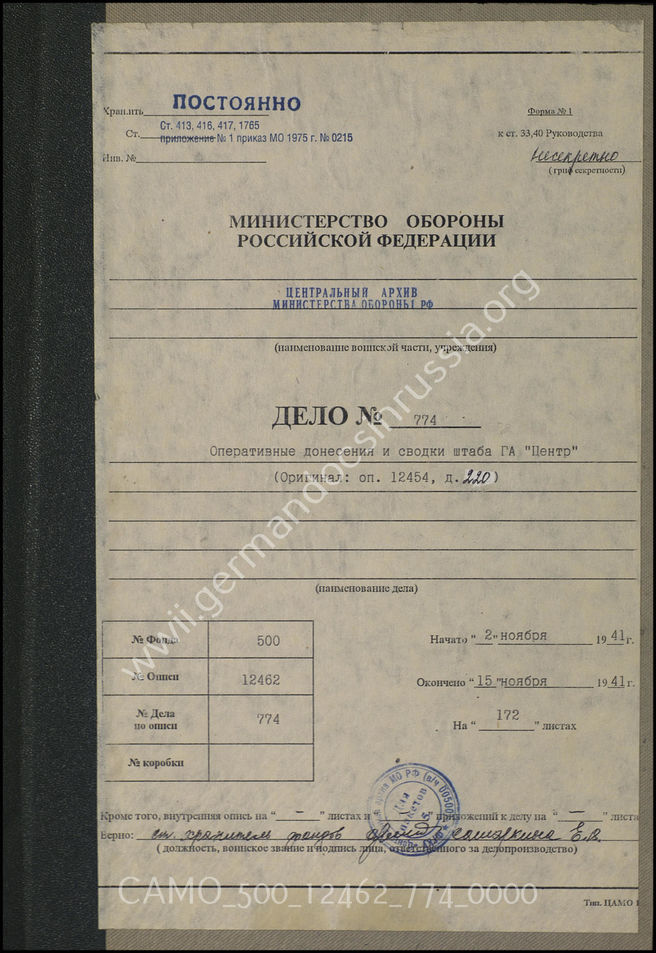 Хранить ПОСТОЯННО
Форма № 1
Ст. 413, 416, 417, 1765
Ст. приложение № 1 приказ МО 1975 г. № 0215
к ст. 33,40 Руководства
Инв. №
несекретно
(гриф секретности)
МИНИСТЕРСТВО ОБОРОНЫ
РОССИЙСКОЙ ФЕДЕРАЦИИ
ЦЕНТРАЛЬНЫЙ АРХИВ
МИНИСТЕРСТВА ОБОРОНЫ РФ
(наименование воинской части, учреждения)
ДЕЛО № 774
Оперативные донесения и сводки штаба ГА "Центр"
(Оригинал: оп. 12454, д. 220)
(наименование дела)
№ Фонда 500
№ Описи 12462
№ Дела по описи 774
№ коробки
Начато "2" ноября 1941 г.
Окончено "15" ноября 1941 г.
На "172" листах
Кроме того, внутренняя опись на "—" листах и приложений к делу на "—" листа
Верно: ст. хранитель фондов Е.А.
(должность, воинское звание и подпись лица, ответственного за делопроизводство)
Тип. ЦАМО
www.germandocsinrussia.org
CAMO_500_12462_774_0000